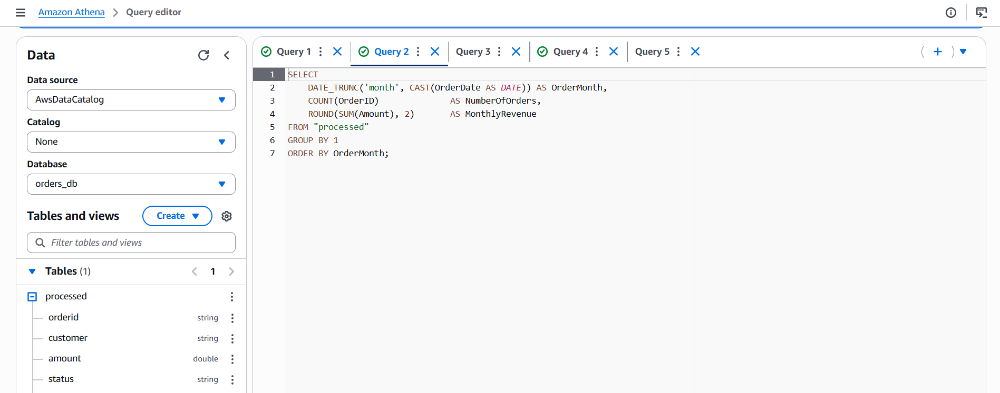 Amazon Athena > Query editor
Data
Data source
AwsDataCatalog
Catalog
None
Database
orders_db
Tables and views
Create
Filter tables and views
Tables (1)
1
processed
orderid string
customer string
amount double
status string
Query 1 Query 2 Query 3 Query 4 Query 5
1 SELECT
2 DATE_TRUNC('month', CAST(OrderDate AS DATE)) AS OrderMonth,
3 COUNT(OrderID) AS NumberOfOrders,
4 ROUND(SUM(Amount), 2) AS MonthlyRevenue
5 FROM "processed"
6 GROUP BY 1
7 ORDER BY OrderMonth;